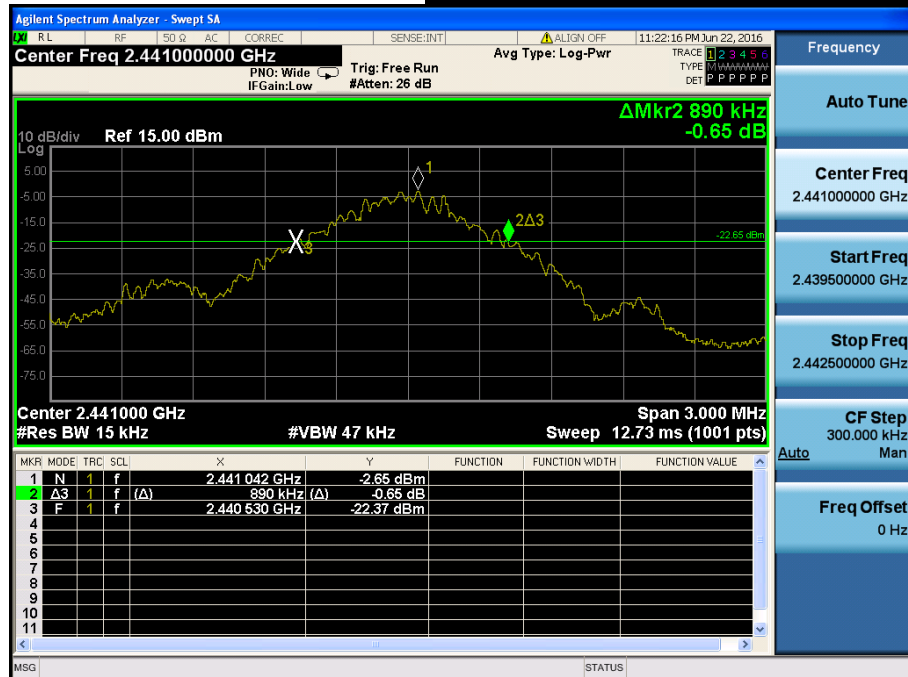 Agilent Spectrum Analyzer - Swept SA
LXI RL RF 50 Ω AC CORREC SENSE:INT ALIGN OFF 11:22:16 PM Jun 22, 2016
Center Freq 2.441000000 GHz
PNO: Wide
IFGain:Low
Trig: Free Run
#Atten: 26 dB
Avg Type: Log-Pwr
TRACE 1 2 3 4 5 6
TYPE M W W W W W
DET P P P P P P
ΔMkr2 890 kHz
-0.65 dB
10 dB/div Ref 15.00 dBm
Log
5.00
-5.00
-15.0
-25.0
-35.0
-45.0
-55.0
-65.0
-75.0
1
2Δ3
3
-22.65 dBm
Center 2.441000 GHz Span 3.000 MHz
#Res BW 15 kHz #VBW 47 kHz Sweep 12.73 ms (1001 pts)
MKR MODE TRC SCL X Y FUNCTION FUNCTION WIDTH FUNCTION VALUE
1 N 1 f 2.441 042 GHz -2.65 dBm
2 Δ3 1 f (Δ) 890 kHz (Δ) -0.65 dB
3 F 1 f 2.440 530 GHz -22.37 dBm
4
5
6
7
8
9
10
11
MSG STATUS
Frequency
Auto Tune
Center Freq
2.441000000 GHz
Start Freq
2.439500000 GHz
Stop Freq
2.442500000 GHz
CF Step
300.000 kHz
Auto Man
Freq Offset
0 Hz